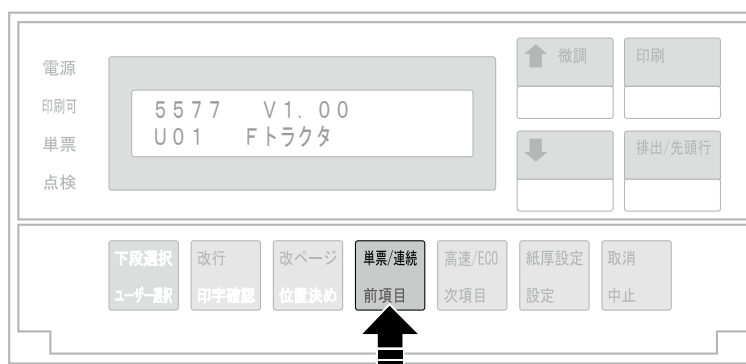 電源
印刷可
単票
点検
5577 V1.00
U01 Fトラクタ
微調
印刷
排出/先頭行
下段選択
ユーザー選択
改行
印字確認
改ページ
位置決め
単票/連続
前項目
高速/ECO
次項目
紙厚設定
設定
取消
中止